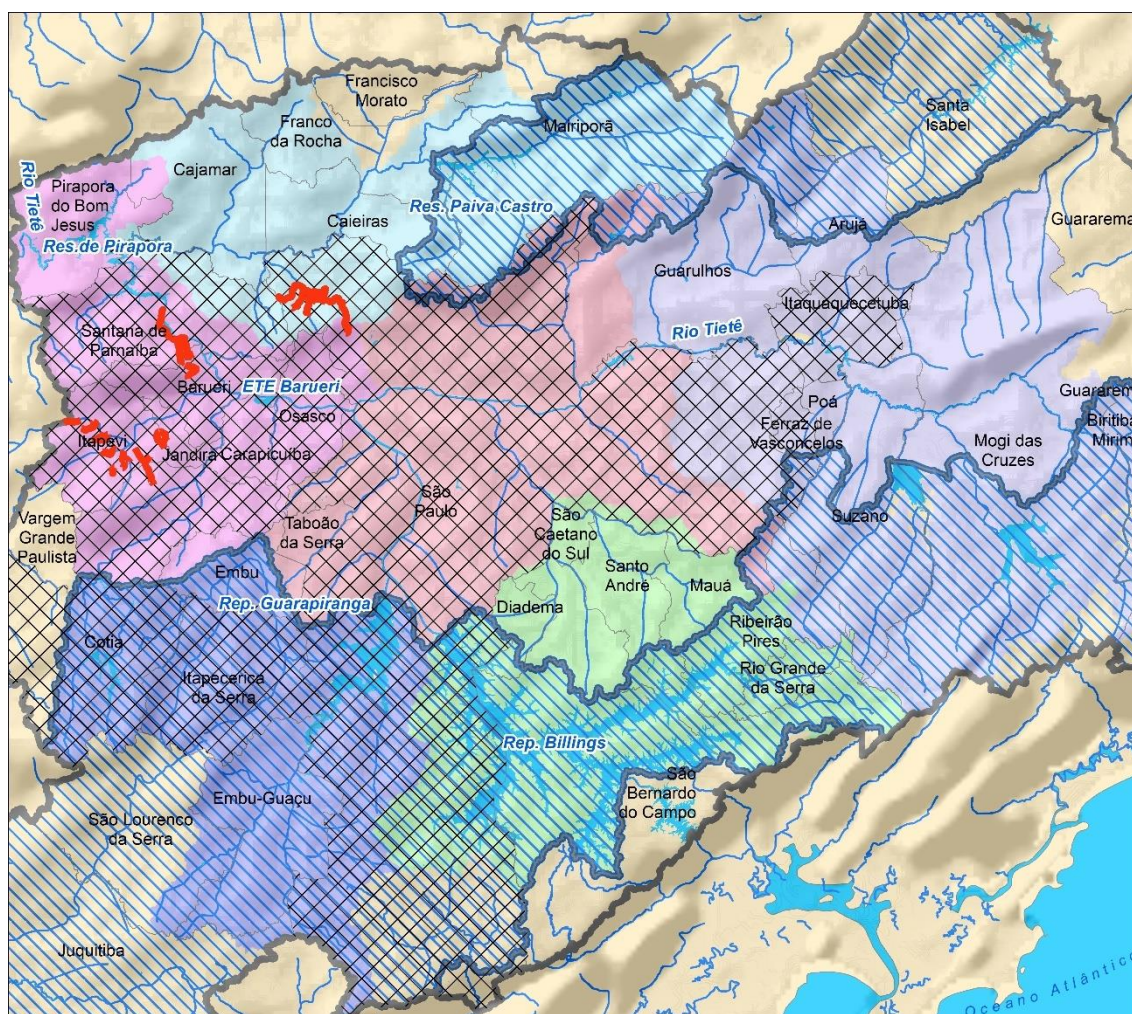 Francisco
Morato
Franco
da Rocha
Mairiporã
Santa
Isabel
Cajamar
Rio Tietê
Pirapora
do Bom
Jesus
Res. Paiva Castro
Caieiras
Arujá
Guararema
Res.de Pirapora
Guarulhos
Itaquaquecetuba
Rio Tietê
Santana de
Parnaíba
Barueri
ETE Barueri
Osasco
Poá
Ferraz de
Vasconcelos
Guararema
Biritiba
Mirim
Itapevi
Jandira
Carapicuíba
Mogi das
Cruzes
São
Paulo
Suzano
Vargem
Grande
Paulista
Taboão
da Serra
São
Caetano
do Sul
Santo
André
Mauá
Embu
Rep. Guarapiranga
Diadema
Ribeirão
Pires
Cotia
Rio Grande
da Serra
Itapecerica
da Serra
Rep. Billings
São
Bernardo
do Campo
Embu-Guaçu
São Lourenco
da Serra
Juquitiba
Oceano Atlântico